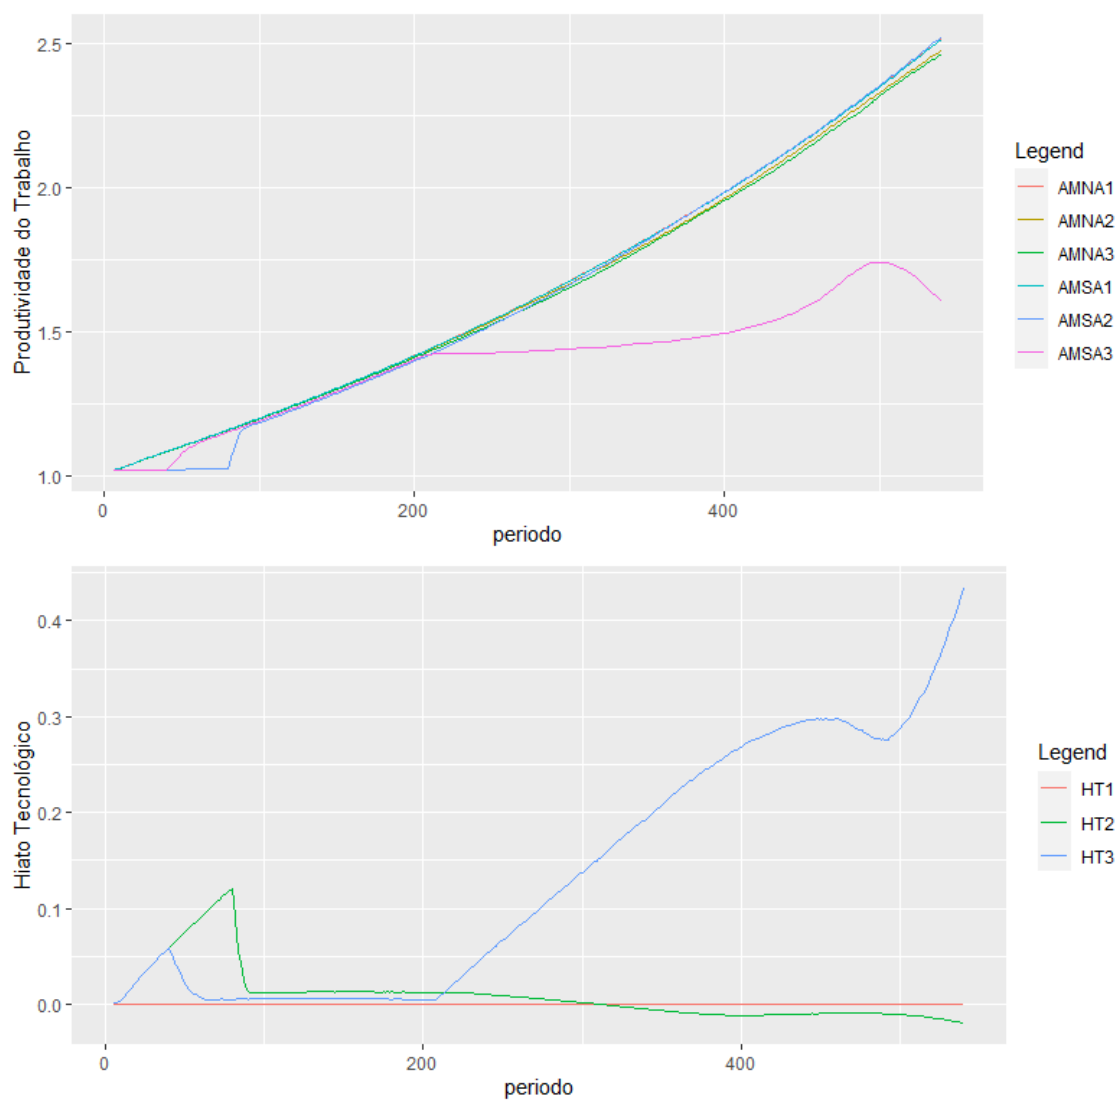 2.5
2.0
1.5
1.0
Produtividade do Trabalho
0
200
400
periodo
Legend
AMNA1
AMNA2
AMNA3
AMSA1
AMSA2
AMSA3
0.4
0.3
0.2
0.1
0.0
Hiato Tecnológico
0
200
400
periodo
Legend
HT1
HT2
HT3